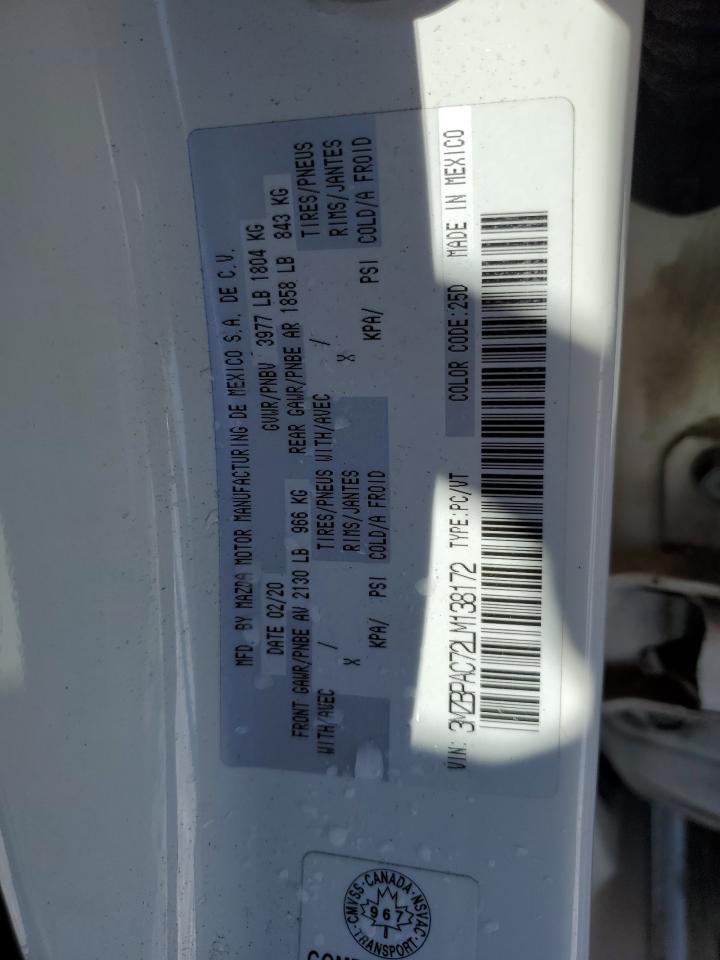 MFD. BY MAZDA MOTOR MANUFACTURING DE MEXICO S.A. DE C.V.
DATE 02/20 GVWR/PNBV 3977 LB 1804 KG
FRONT GAWR/PNBE AV 2130 LB 966 KG REAR GAWR/PNBE AR 1858 LB 843 KG
WITH/AVEC / TIRES/PNEUS WITH/AVEC / TIRES/PNEUS
X RIMS/JANTES X RIMS/JANTES
KPA/ PSI COLD/A FROID KPA/ PSI COLD/A FROID
VIN: 3MZBPAC72LM138172 TYPE:PC/VT COLOR CODE:25D MADE IN MEXICO
CMVSS·CANADA·NSVAC
967
TRANSPORT